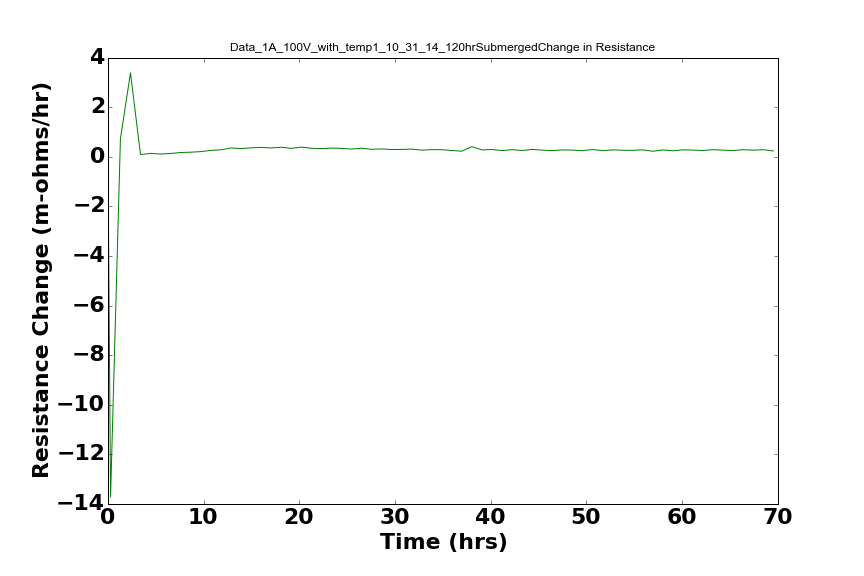 Data_1A_100V_with_temp1_10_31_14_120hrSubmergedChange in Resistance
4
2
0
−2
−4
−6
−8
−10
−12
−14
Resistance Change (m-ohms/hr)
0 10 20 30 40 50 60 70
Time (hrs)